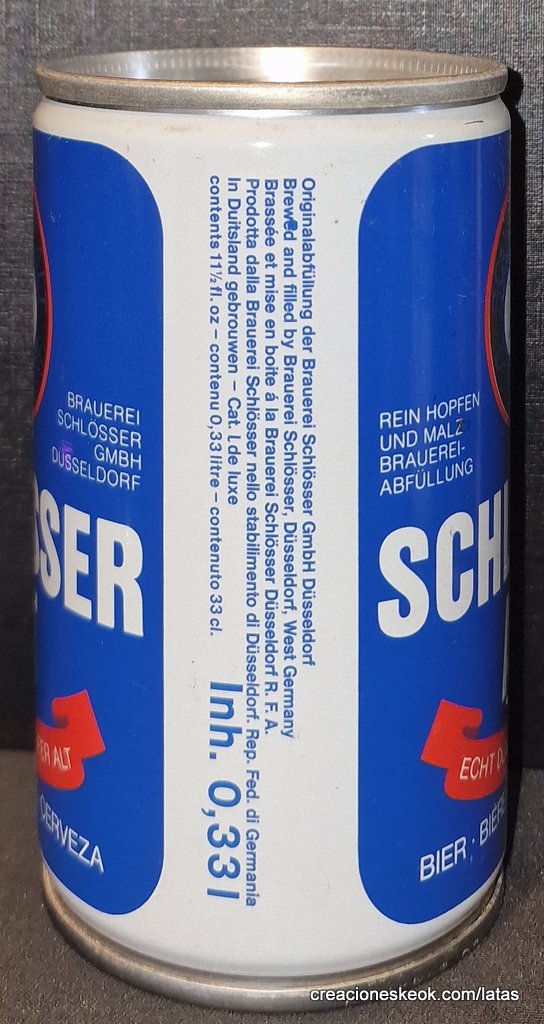 BRAUEREI
SCHLÖSSER
GMBH
DÜSSELDORF
SSER
ER ALT
CERVEZA
Originalabfüllung der Brauerei Schlösser GmbH Düsseldorf
Brewed and filled by Brauerei Schlösser, Düsseldorf, West Germany
Brassée et mise en boite á la Brauerei Schlösser Düsseldorf R. F. A.
Prodotta dalla Brauerei Schlösser nello stabilimento di Düsseldorf. Rep. Fed. di Germania
In Duitsland gebrouwen – Cat. I.de luxe
contents 11½ fl. oz – contenu 0,33 litre – contenuto 33 cl.
Inh. 0,33 l
REIN HOPFEN
UND MALZ
BRAUEREI-
ABFÜLLUNG
SCHL
ECHT D
BIER · BIER
creacioneskeok.com/latas